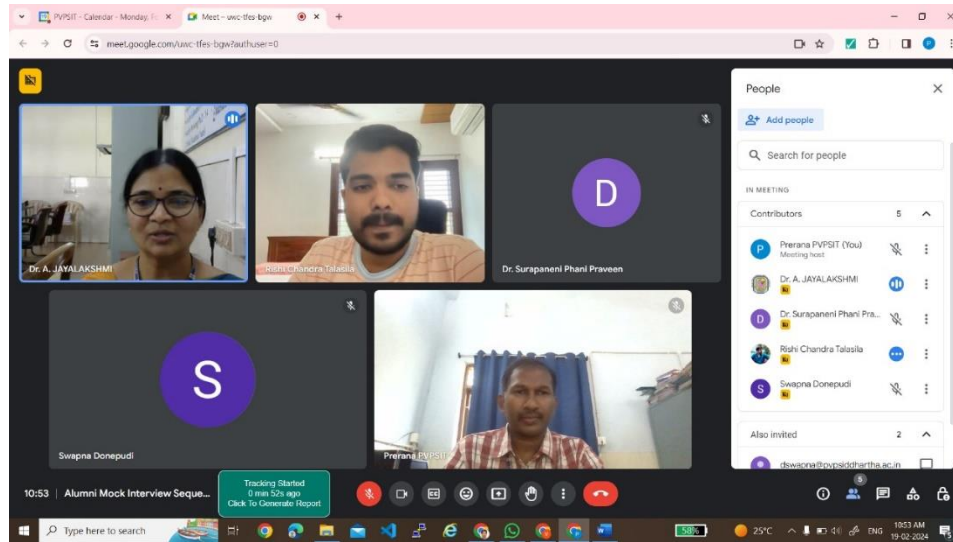 PVPSIT - Calendar - Monday, Fe
Meet – uwc-tfes-bgw
meet.google.com/uwc-tfes-bgw?authuser=0
P
People
Add people
Search for people
IN MEETING
Contributors 5
P Prerana PVPSIT (You)
Meeting host
Dr. A. JAYALAKSHMI
D Dr. Surapaneni Phani Pra...
Rishi Chandra Talasila
S Swapna Donepudi
Also invited 2
dswapna@pvpsiddhartha.ac.in
Dr. A. JAYALAKSHMI
Rishi Chandra Talasila
D
Dr. Surapaneni Phani Praveen
S
Swapna Donepudi
Prerana PVPSIT
10:53 | Alumni Mock Interview Seque...
Tracking Started
0 min 52s ago
Click To Generate Report
5
Type here to search
58%
25°C
ENG
10:53 AM
19-02-2024